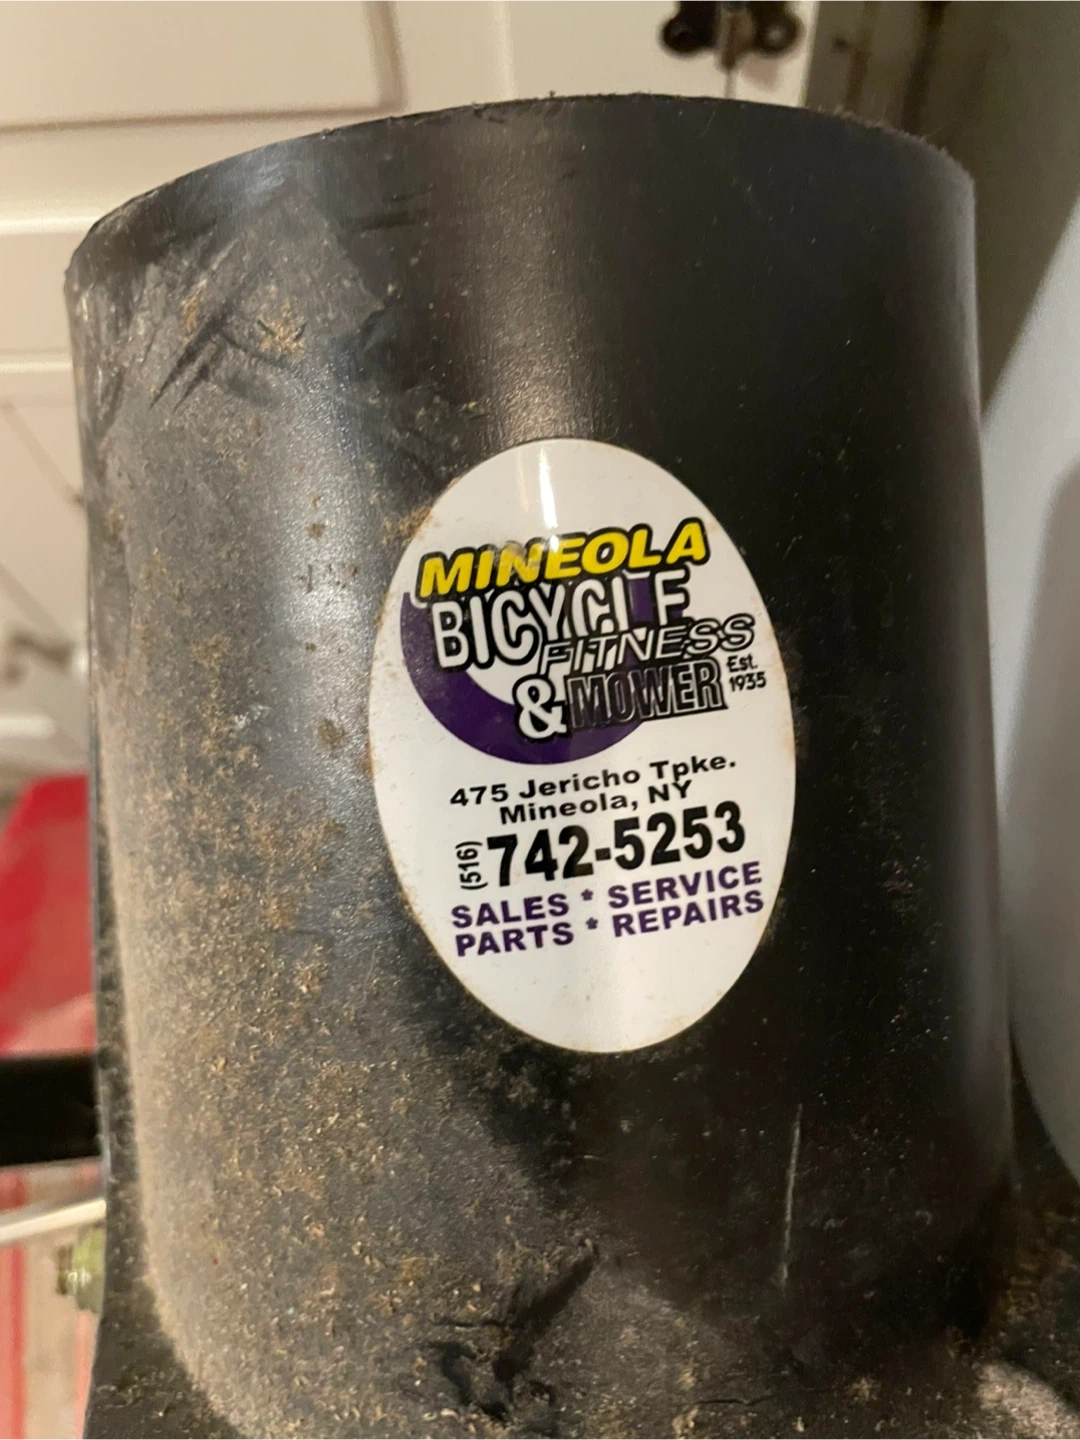 MINEOLA
BICYCLE
FITNESS
& MOWER
Est.
1935
475 Jericho Tpke.
Mineola, NY
(516) 742-5253
SALES * SERVICE
PARTS * REPAIRS